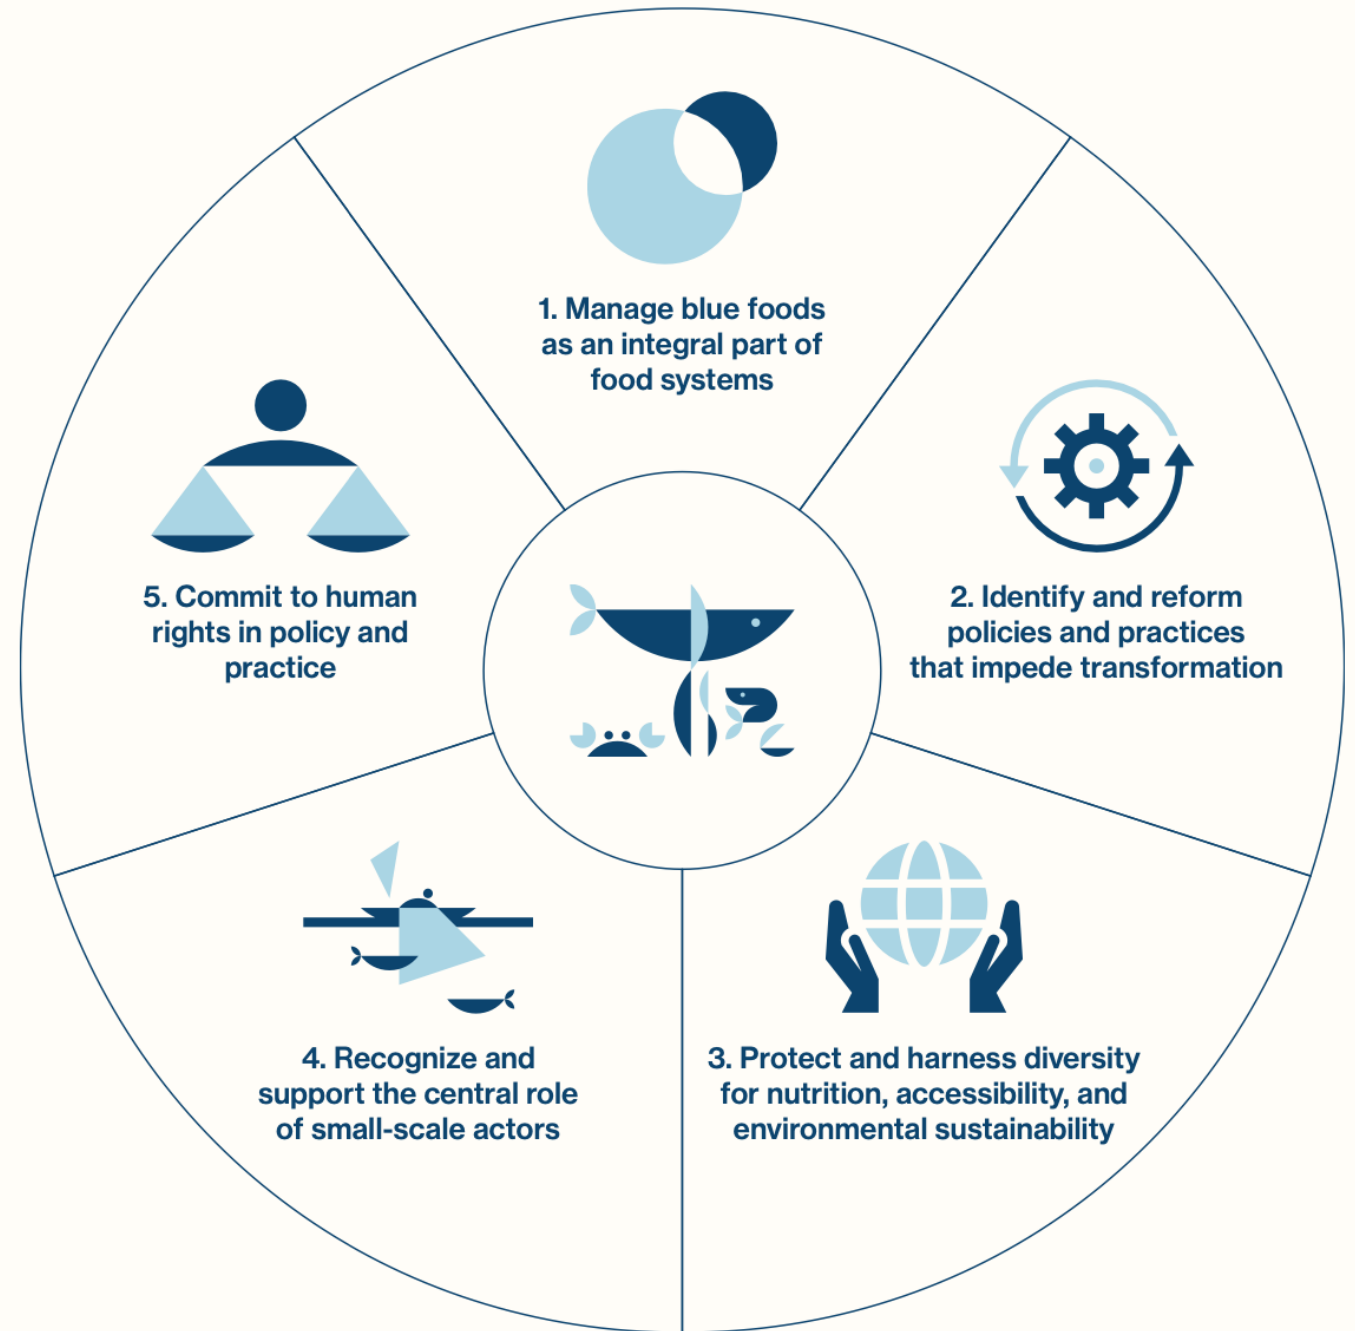 1. Manage blue foods
as an integral part of
food systems
2. Identify and reform
policies and practices
that impede transformation
3. Protect and harness diversity
for nutrition, accessibility, and
environmental sustainability
4. Recognize and
support the central role
of small-scale actors
5. Commit to human
rights in policy and
practice